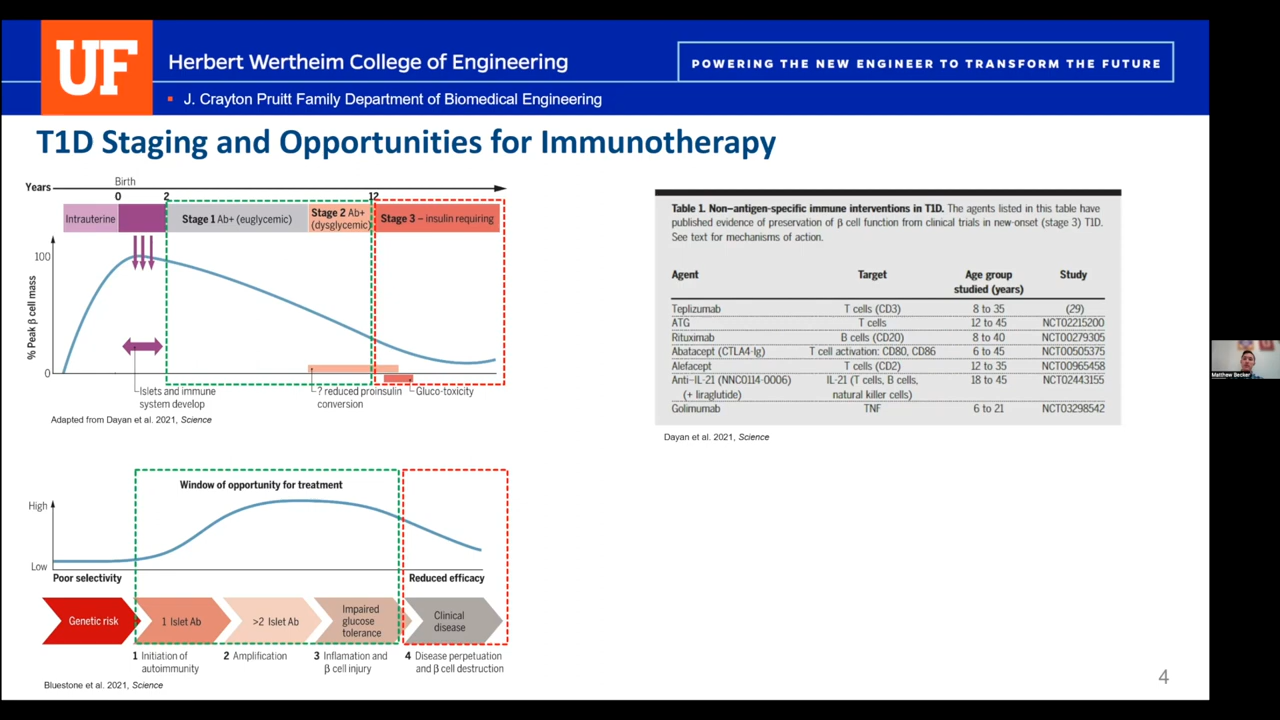 UF
Herbert Wertheim College of Engineering
POWERING THE NEW ENGINEER TO TRANSFORM THE FUTURE
J. Crayton Pruitt Family Department of Biomedical Engineering
T1D Staging and Opportunities for Immunotherapy
Birth
Years
0 2 12
Intrauterine
Stage 1 Ab+ (euglycemic)
Stage 2 Ab+
(dysglycemic)
Stage 3 – insulin requiring
100
% Peak β cell mass
0
Islets and immune
system develop
? reduced proinsulin
conversion
Gluco-toxicity
Adapted from Dayan et al. 2021, Science
Table 1. Non–antigen-specific immune interventions in T1D. The agents listed in this table have
published evidence of preservation of β cell function from clinical trials in new-onset (stage 3) T1D.
See text for mechanisms of action.
Agent Target Age group Study
studied (years)
Teplizumab T cells (CD3) 8 to 35 (29)
ATG T cells 12 to 45 NCT02215200
Rituximab B cells (CD20) 8 to 40 NCT00279305
Abatacept (CTLA4-Ig) T cell activation: CD80, CD86 6 to 45 NCT00505375
Alefacept T cells (CD2) 12 to 35 NCT00965458
Anti–IL-21 (NNC0114-0006) IL-21 (T cells, B cells, 18 to 45 NCT02443155
(+ liraglutide) natural killer cells)
Golimumab TNF 6 to 21 NCT03298542
Dayan et al. 2021, Science
Matthew Becker
Window of opportunity for treatment
High
Low
Poor selectivity
Reduced efficacy
Genetic risk
1 Islet Ab
>2 Islet Ab
Impaired
glucose
tolerance
Clinical
disease
1 Initiation of
autoimmunity
2 Amplification
3 Inflamation and
β cell injury
4 Disease perpetuation
and β cell destruction
Bluestone et al. 2021, Science
4